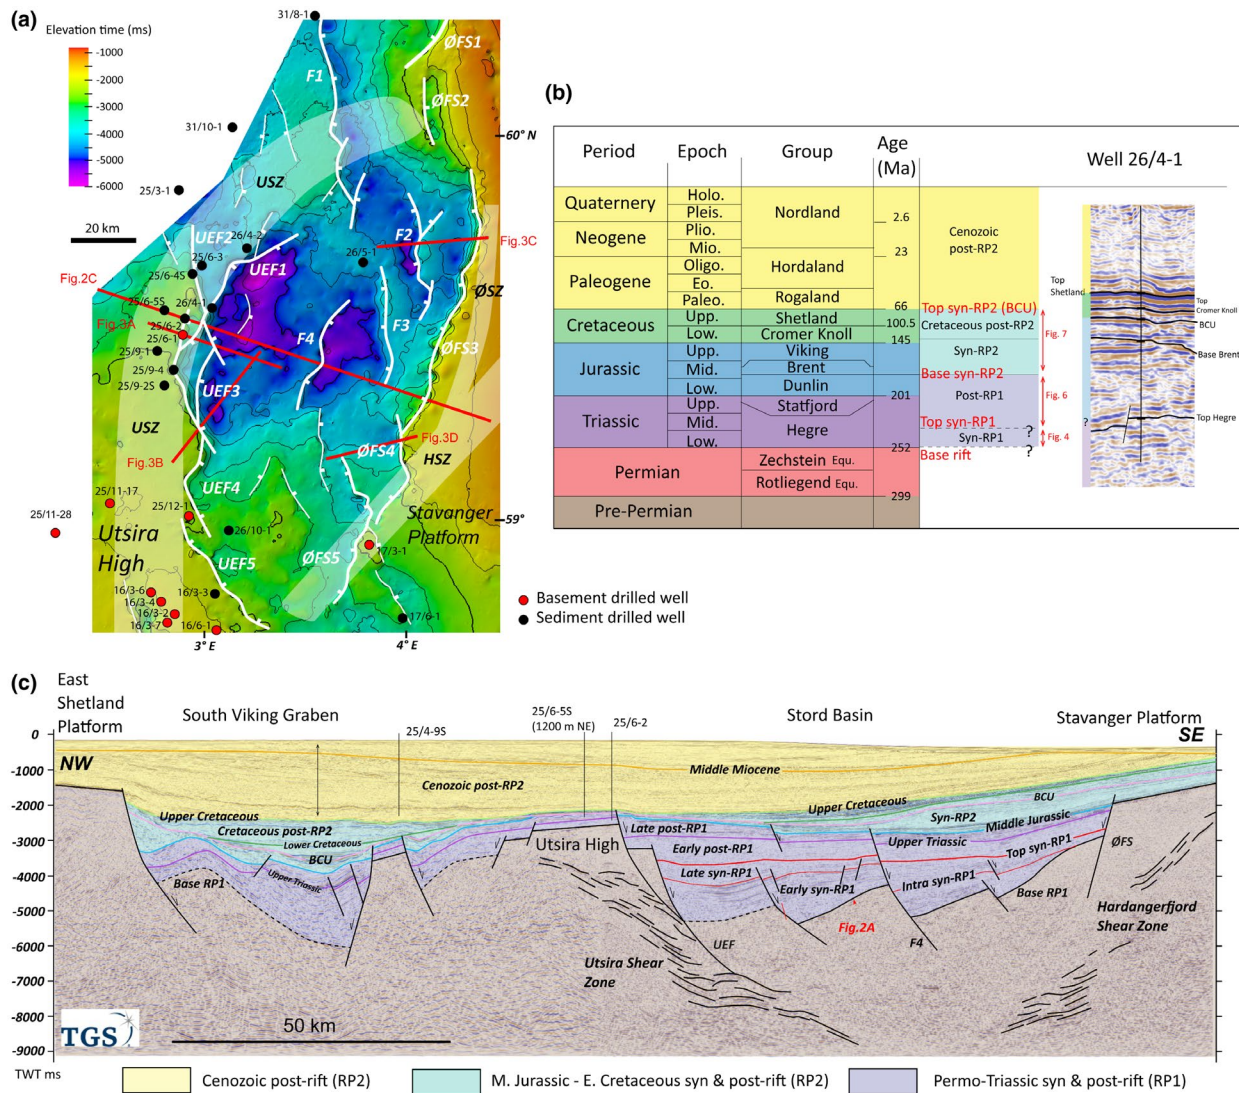 (a)
Elevation time (ms)
-1000
-2000
-3000
-4000
-5000
-6000
20 km
31/8-1
31/10-1
25/3-1
F1
ØFS1
ØFS2
60° N
USZ
UEF2
26/4-2
25/6-3
UEF1
26/5-1
F2
Fig.3C
Fig.2C
25/6-4S
ØSZ
25/6-5S
26/4-1
Fig.3A
25/6-2
25/6-1
F4
F3
ØFS3
25/9-1
25/9-4
25/9-2S
UEF3
USZ
Fig.3B
Fig.3D
ØFS4
HSZ
UEF4
25/11-17
25/12-1
25/11-28
26/10-1
59°
Utsira
High
Stavanger
Platform
17/3-1
ØFS5
UEF5
16/3-6
16/3-3
16/3-4
16/3-2
16/3-7
16/6-1
17/6-1
3° E
4° E
Basement drilled well
Sediment drilled well
(b)
Period
Epoch
Group
Age
(Ma)
Well 26/4-1
Quaternery
Holo.
Pleis.
Nordland
2.6
Neogene
Plio.
Mio.
23
Cenozoic
post-RP2
Paleogene
Oligo.
Eo.
Paleo.
Hordaland
Rogaland
66
Top syn-RP2 (BCU)
Cretaceous
Upp.
Low.
Shetland
Cromer Knoll
100.5
145
Cretaceous post-RP2
Fig. 7
Jurassic
Upp.
Mid.
Low.
Viking
Brent
Dunlin
201
Syn-RP2
Base syn-RP2
Post-RP1
Fig. 6
Triassic
Upp.
Mid.
Low.
Statfjord
Hegre
252
Top syn-RP1
?
Syn-RP1
Fig. 4
Base rift
?
Permian
Zechstein Equ.
Rotliegend Equ.
299
Pre-Permian
Top
Shetland
Top
Cromer Knoll
BCU
Base Brent
?
Top Hegre
(c)
East
Shetland
Platform
South Viking Graben
25/4-9S
25/6-5S
(1200 m NE)
25/6-2
Stord Basin
Stavanger Platform
NW
SE
0
-1000
-2000
-3000
-4000
-5000
-6000
-7000
-8000
-9000
TWT ms
Middle Miocene
Cenozoic post-RP2
Upper Cretaceous
Cretaceous post-RP2
Lower Cretaceous
BCU
Upper Triassic
Base RP1
Utsira High
Upper Cretaceous
BCU
Syn-RP2
Late post-RP1
Middle Jurassic
Early post-RP1
Upper Triassic
Top syn-RP1
Late syn-RP1
Early syn-RP1
Intra syn-RP1
Base RP1
ØFS
Fig.2A
UEF
F4
Utsira Shear
Zone
Hardangerfjord
Shear Zone
TGS
50 km
Cenozoic post-rift (RP2)
M. Jurassic - E. Cretaceous syn & post-rift (RP2)
Permo-Triassic syn & post-rift (RP1)